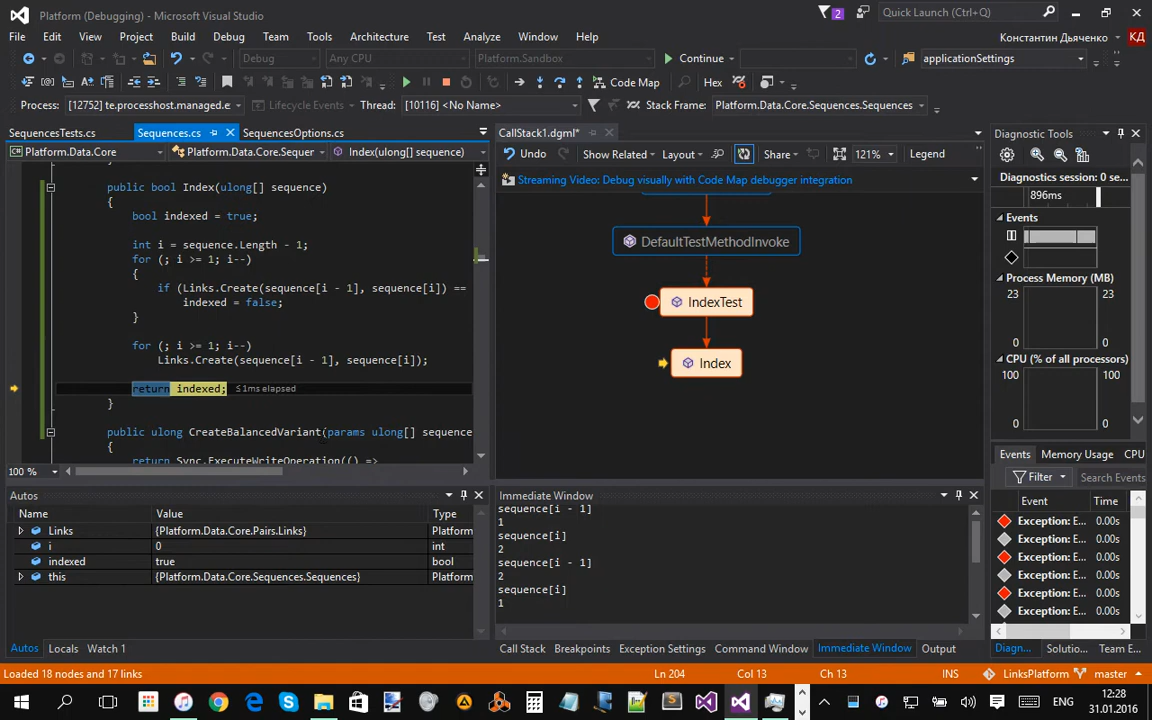 Platform (Debugging) - Microsoft Visual Studio
2
Quick Launch (Ctrl+Q)
File Edit View Project Build Debug Team Tools Architecture Test Analyze Window Help
Константин Дьяченко КД
Debug Any CPU Platform.Sandbox Continue applicationSettings
Code Map Hex
Process: [12752] te.processhost.managed.e Lifecycle Events Thread: [10116] <No Name> Stack Frame: Platform.Data.Core.Sequences.Sequences
SequencesTests.cs Sequences.cs SequencesOptions.cs
Platform.Data.Core Platform.Data.Core.Sequer Index(ulong[] sequence)
public bool Index(ulong[] sequence)
{
bool indexed = true;
int i = sequence.Length - 1;
for (; i >= 1; i--)
{
if (Links.Create(sequence[i - 1], sequence[i]) ==
indexed = false;
}
for (; i >= 1; i--)
Links.Create(sequence[i - 1], sequence[i]);
return indexed; ≤1ms elapsed
}
public ulong CreateBalancedVariant(params ulong[] sequence
{
return Sync.ExecuteWriteOperation(() =>
100 %
CallStack1.dgml*
Undo Show Related Layout Share 121% Legend
Streaming Video: Debug visually with Code Map debugger integration
DefaultTestMethodInvoke
IndexTest
Index
Diagnostic Tools
Diagnostics session: 0 se...
896ms
Events
Process Memory (MB)
23 23
0 0
CPU (% of all processors)
100 100
0 0
Events Memory Usage CPU
Filter Search Events
Event Time
Exception: E... 0.00s
Exception: E... 0.00s
Exception: E... 0.00s
Exception: E... 0.00s
Exception: E... 0.00s
Exception: E... 0.00s
Diagn... Solutio... Team E...
Autos
Name Value Type
Links {Platform.Data.Core.Pairs.Links} Platform
i 0 int
indexed true bool
this {Platform.Data.Core.Sequences.Sequences} Platform
Autos Locals Watch 1
Immediate Window
sequence[i - 1]
1
sequence[i]
2
sequence[i - 1]
2
sequence[i]
1
Call Stack Breakpoints Exception Settings Command Window Immediate Window Output
Loaded 18 nodes and 17 links Ln 204 Ch 13 INS LinksPlatform master
ENG
12:28
31.01.2016